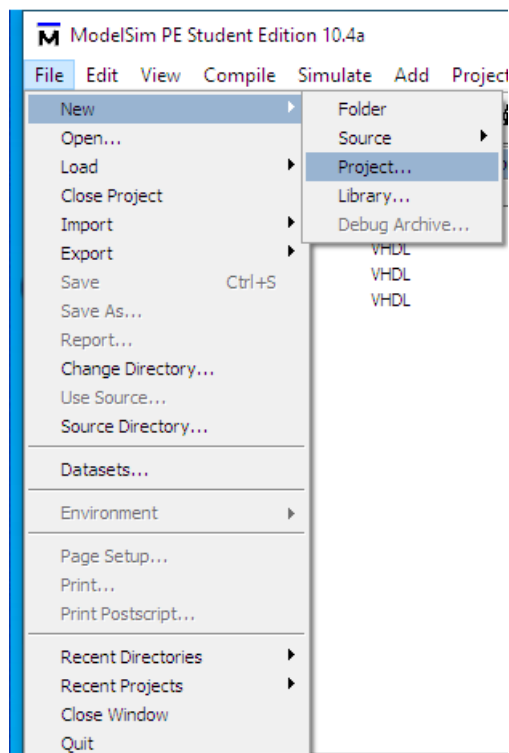 ModelSim PE Student Edition 10.4a
File Edit View Compile Simulate Add Project
New
Open...
Load
Close Project
Import
Export
Save Ctrl+S
Save As...
Report...
Change Directory...
Use Source...
Source Directory...
Datasets...
Environment
Page Setup...
Print...
Print Postscript...
Recent Directories
Recent Projects
Close Window
Quit
Folder
Source
Project...
Library...
Debug Archive...
VHDL
VHDL
VHDL